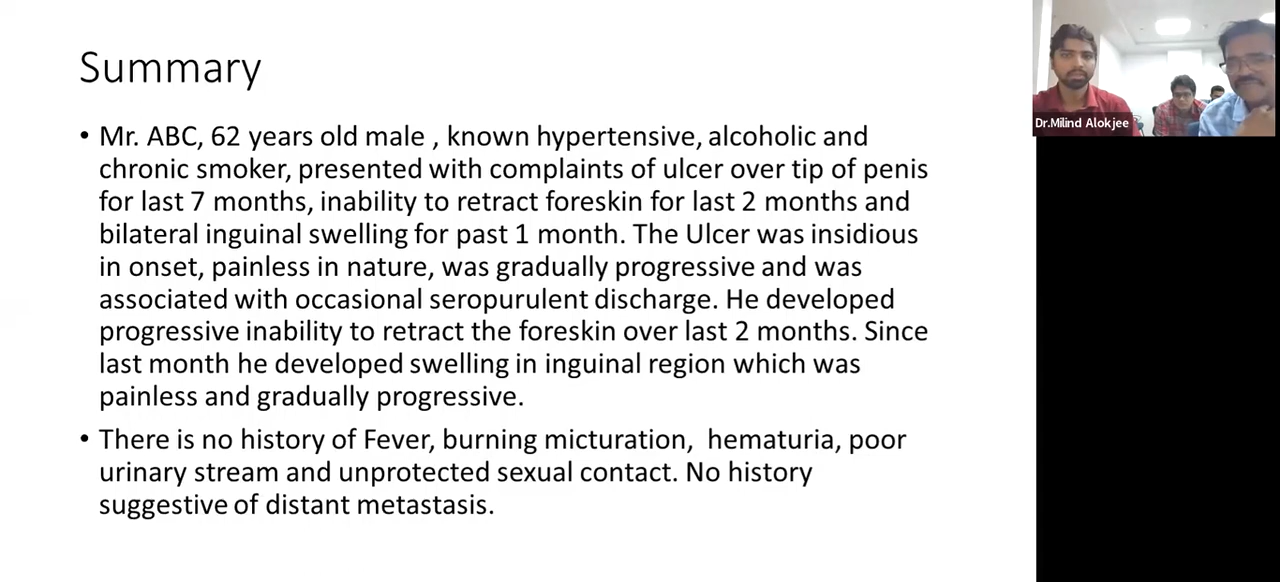 Summary
• Mr. ABC, 62 years old male , known hypertensive, alcoholic and
chronic smoker, presented with complaints of ulcer over tip of penis
for last 7 months, inability to retract foreskin for last 2 months and
bilateral inguinal swelling for past 1 month. The Ulcer was insidious
in onset, painless in nature, was gradually progressive and was
associated with occasional seropurulent discharge. He developed
progressive inability to retract the foreskin over last 2 months. Since
last month he developed swelling in inguinal region which was
painless and gradually progressive.
• There is no history of Fever, burning micturation,  hematuria, poor
urinary stream and unprotected sexual contact. No history
suggestive of distant metastasis.
Dr.Milind Alokjee